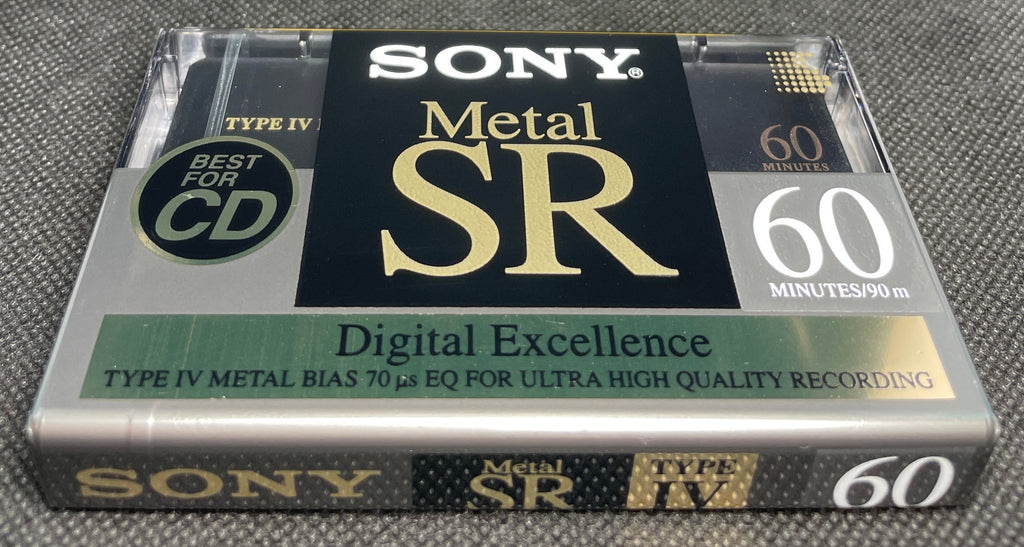 SONY®
Metal
SR
TYPE IV
BEST
FOR
CD
60
MINUTES
60
MINUTES/90 m
Digital Excellence
TYPE IV METAL BIAS 70 µs EQ FOR ULTRA HIGH QUALITY RECORDING
SONY
Metal
SR
TYPE
IV
60